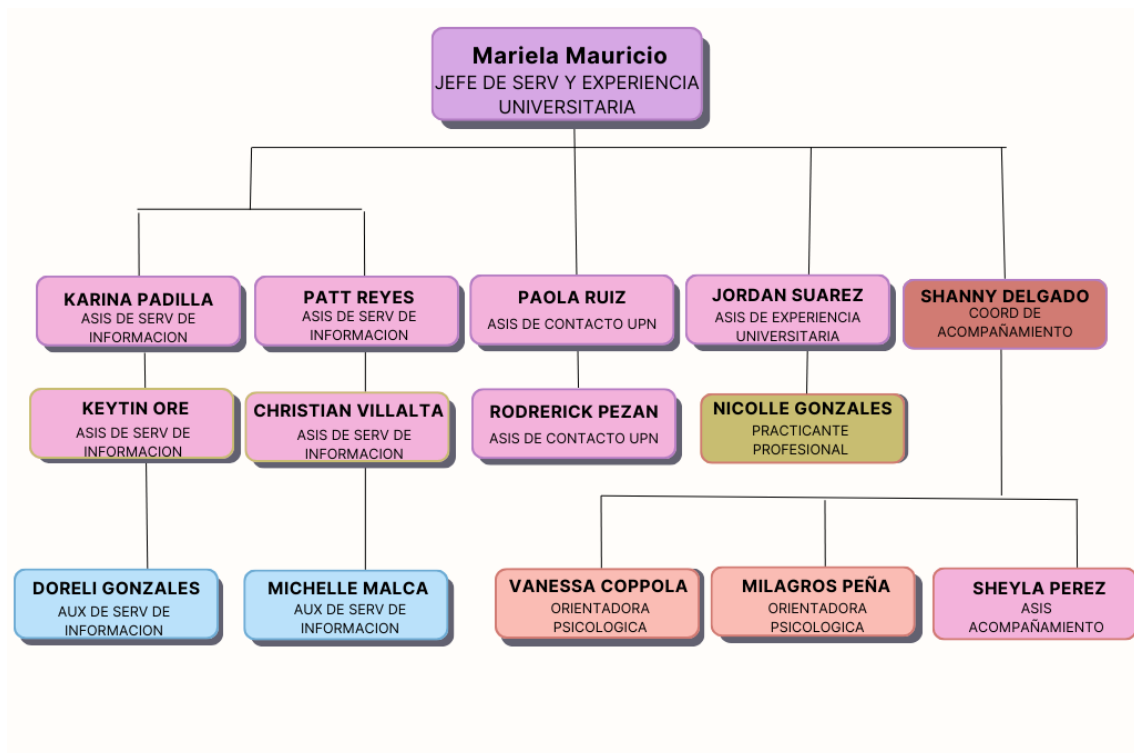 Mariela Mauricio
JEFE DE SERV Y EXPERIENCIA
UNIVERSITARIA
KARINA PADILLA
ASIS DE SERV DE
INFORMACION
PATT REYES
ASIS DE SERV DE
INFORMACION
PAOLA RUIZ
ASIS DE CONTACTO UPN
JORDAN SUAREZ
ASIS DE EXPERIENCIA
UNIVERSITARIA
SHANNY DELGADO
COORD DE
ACOMPAÑAMIENTO
KEYTIN ORE
ASIS DE SERV DE
INFORMACION
CHRISTIAN VILLALTA
ASIS DE SERV DE
INFORMACION
RODRERICK PEZAN
ASIS DE CONTACTO UPN
NICOLLE GONZALES
PRACTICANTE
PROFESIONAL
DORELI GONZALES
AUX DE SERV DE
INFORMACION
MICHELLE MALCA
AUX DE SERV DE
INFORMACION
VANESSA COPPOLA
ORIENTADORA
PSICOLOGICA
MILAGROS PEÑA
ORIENTADORA
PSICOLOGICA
SHEYLA PEREZ
ASIS
ACOMPAÑAMIENTO